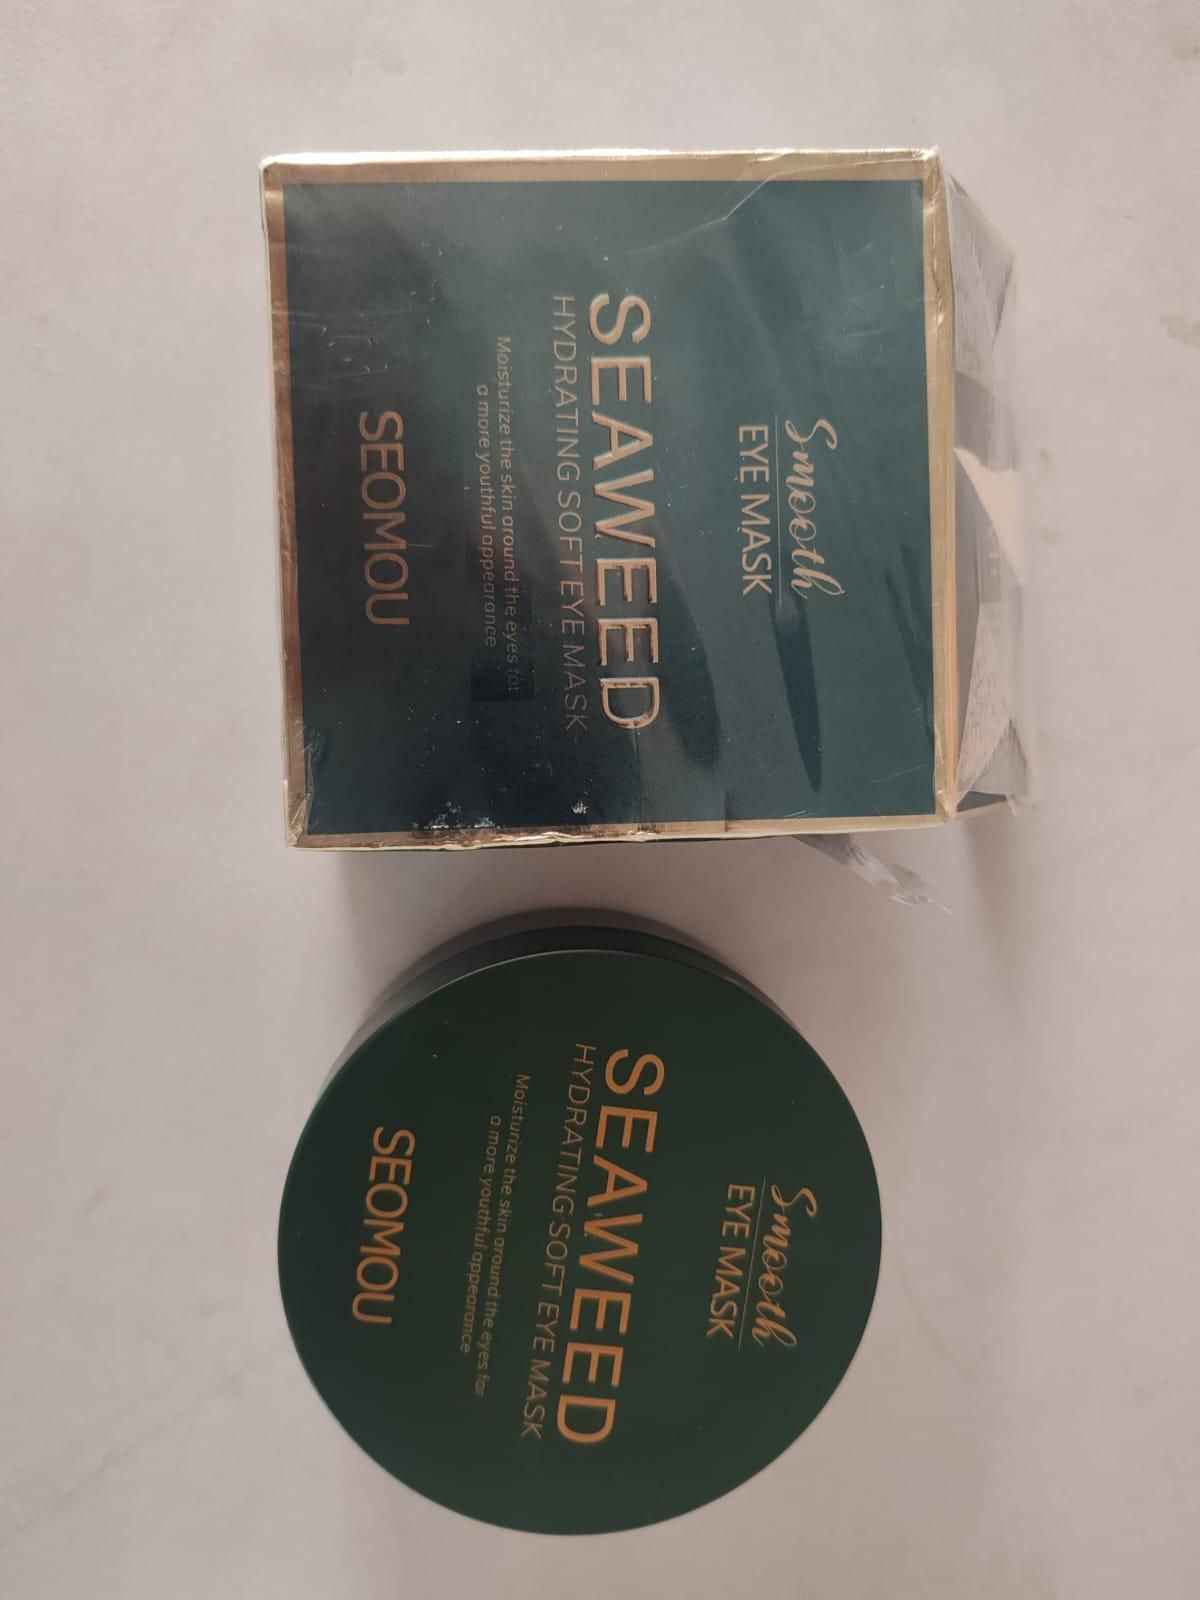 Smooth
EYE MASK
SEAWEED
HYDRATING SOFT EYE MASK
Moisturize the skin around the eyes for
a more youthful appearance
SEOMOU
Smooth
EYE MASK
SEAWEED
HYDRATING SOFT EYE MASK
Moisturize the skin around the eyes for
a more youthful appearance
SEOMOU